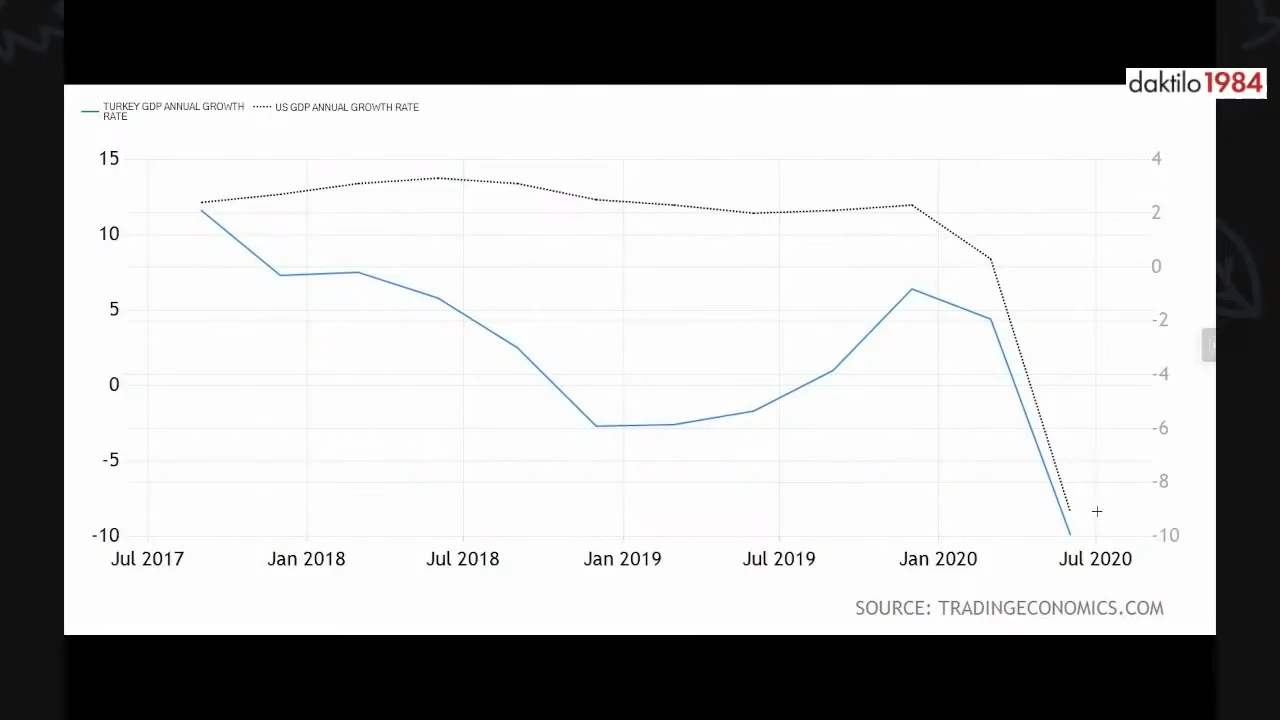 daktilo1984
TURKEY GDP ANNUAL GROWTH
RATE
US GDP ANNUAL GROWTH RATE
15
10
5
0
-5
-10
4
2
0
-2
-4
-6
-8
-10
Jul 2017
Jan 2018
Jul 2018
Jan 2019
Jul 2019
Jan 2020
Jul 2020
SOURCE: TRADINGECONOMICS.COM